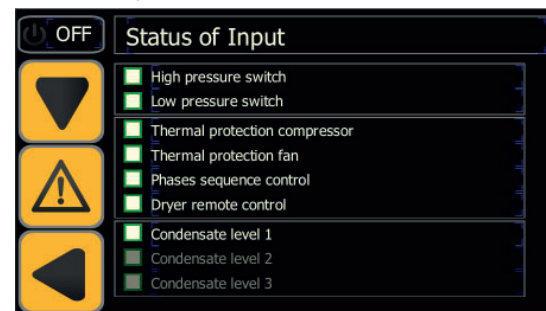 OFF
Status of Input
High pressure switch
Low pressure switch
Thermal protection compressor
Thermal protection fan
Phases sequence control
Dryer remote control
Condensate level 1
Condensate level 2
Condensate level 3